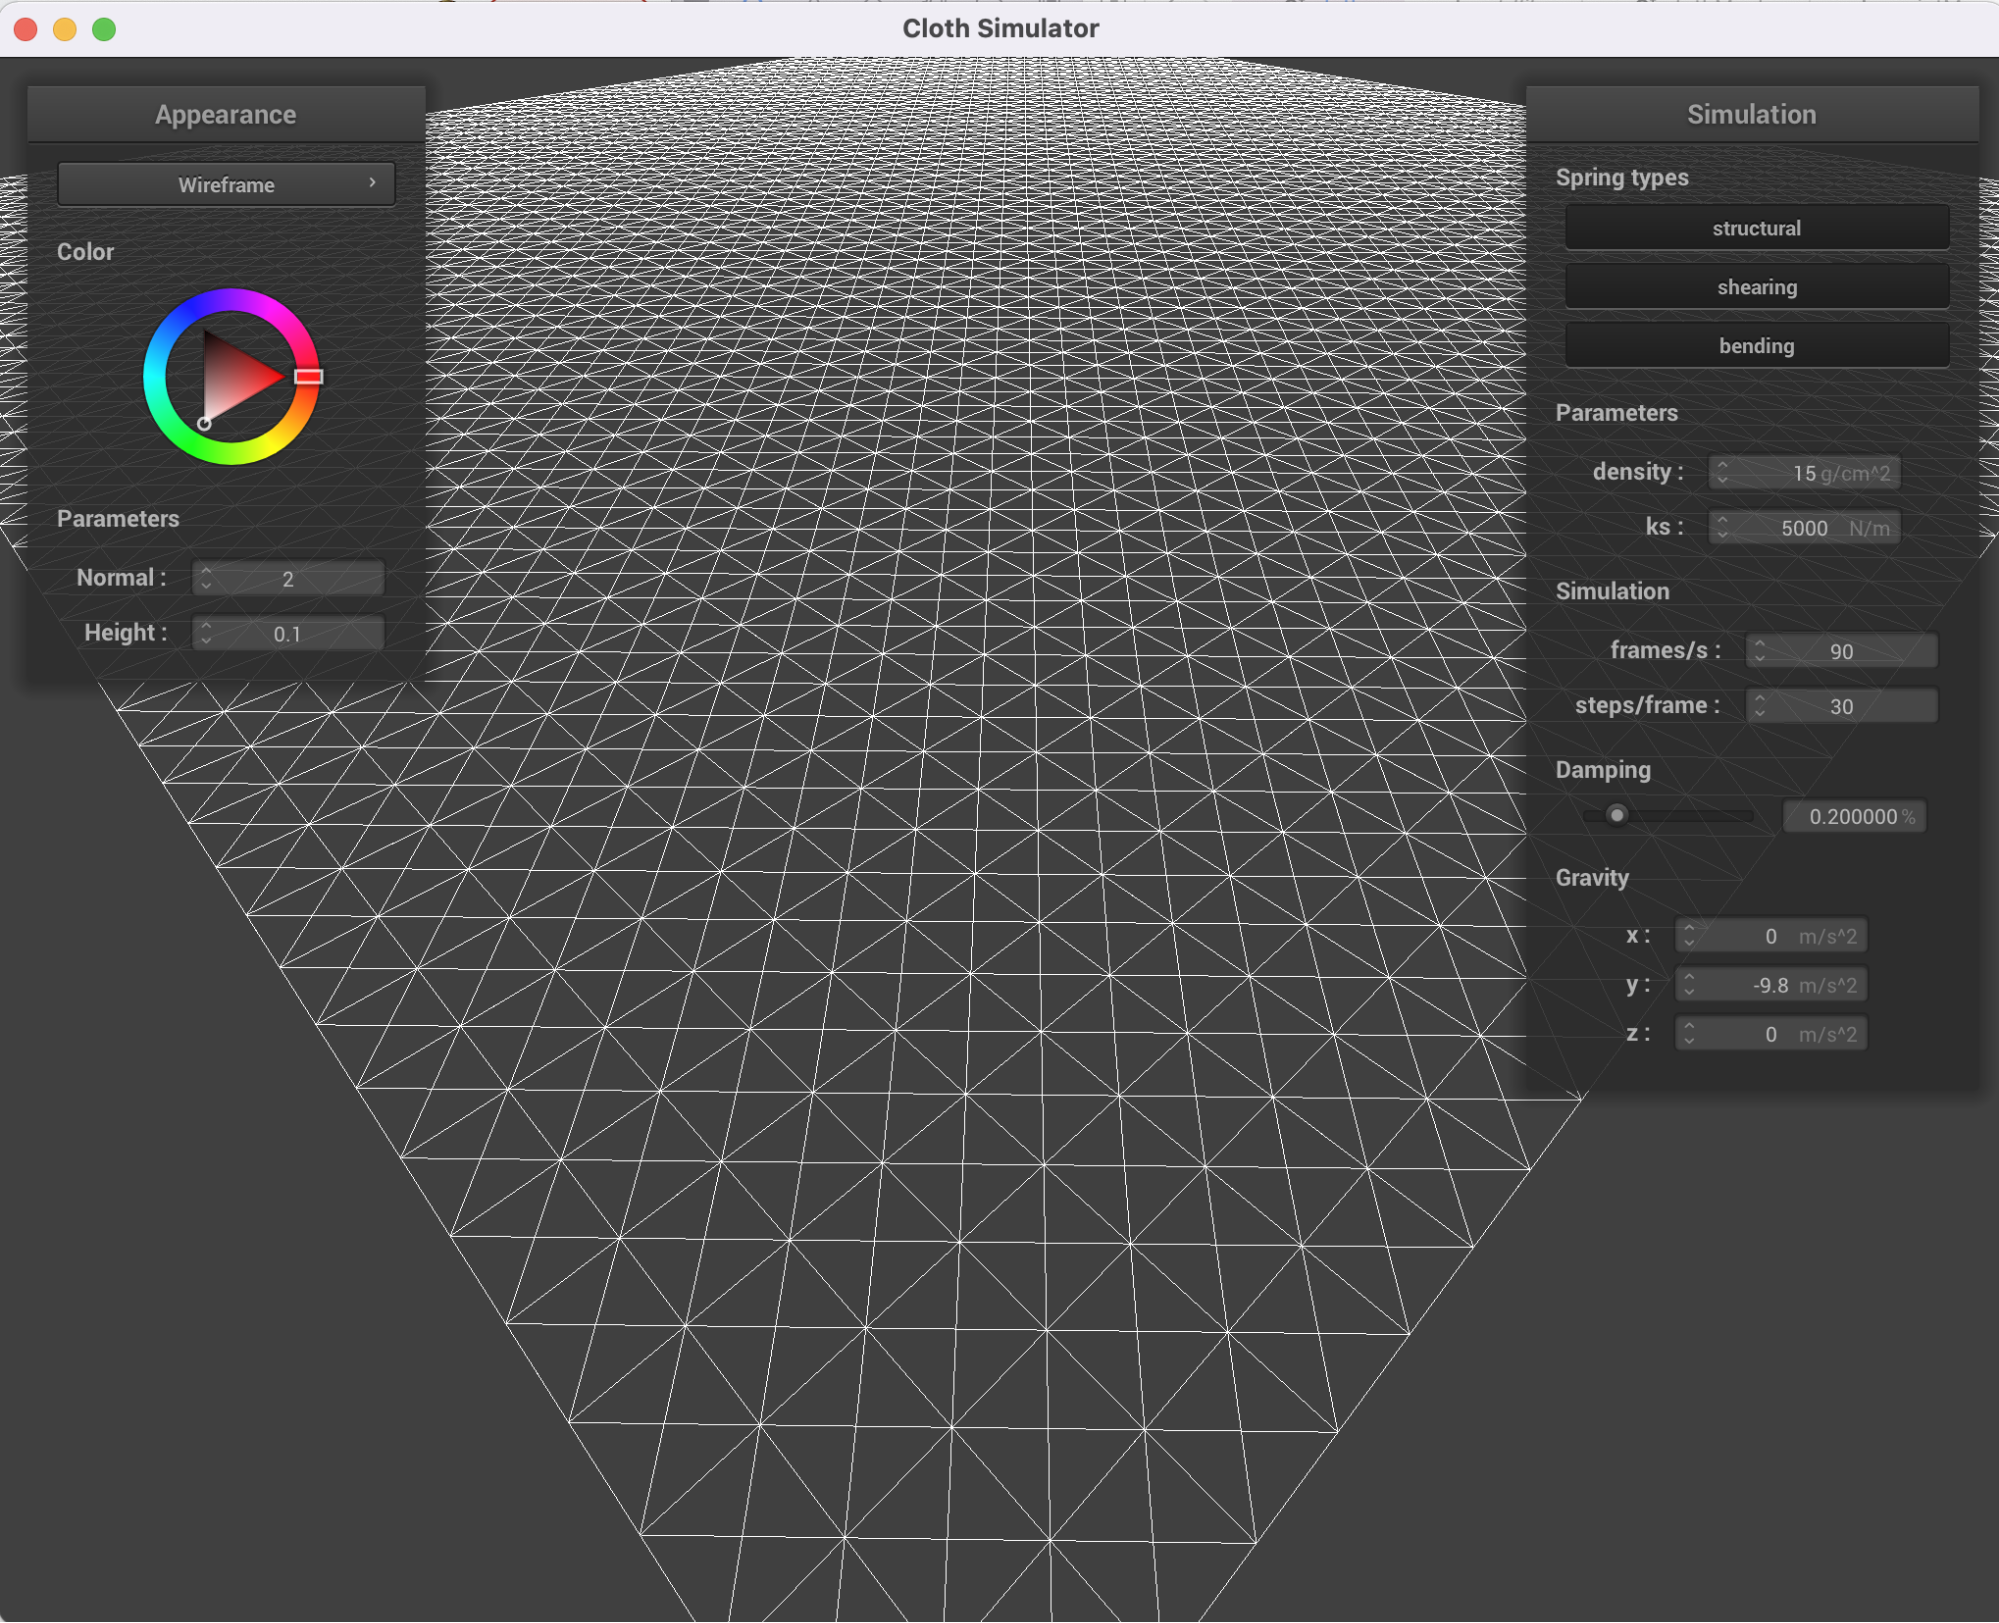 Cloth Simulator
Appearance
Wireframe
Color
Parameters
Normal : 2
Height : 0.1
Simulation
Spring types
structural
shearing
bending
Parameters
density : 15 g/cm^2
ks : 5000 N/m
Simulation
frames/s : 90
steps/frame : 30
Damping
0.200000 %
Gravity
x : 0 m/s^2
y : -9.8 m/s^2
z : 0 m/s^2